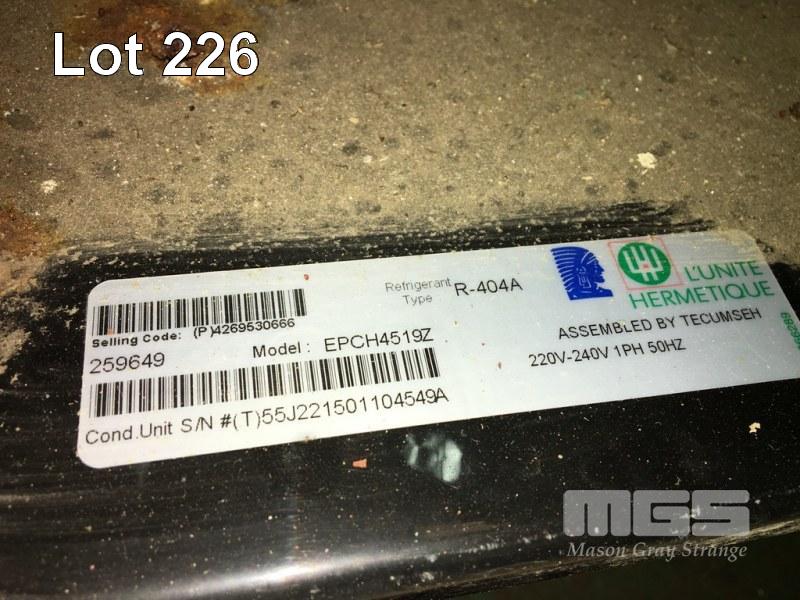 Lot 226
Refrigerant Type R-404A
L'UNITE
HERMETIQUE
Selling Code: (P)4269530666
259649 Model: EPCH4519Z
ASSEMBLED BY TECUMSEH
220V-240V 1PH 50HZ
Cond.Unit S/N #(T)55J221501104549A
MGS
Mason Gray Strange